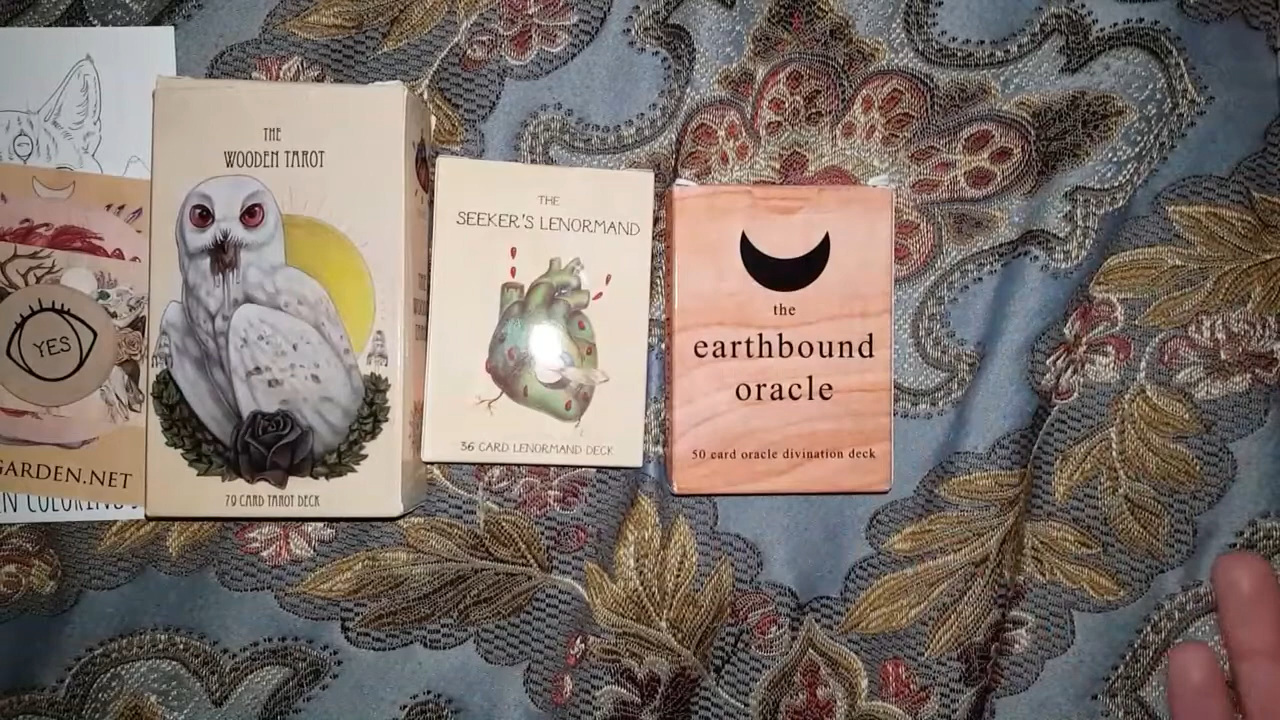 YES
GARDEN.NET
THE
WOODEN TAROT
79 CARD TAROT DECK
THE
SEEKER'S LENORMAND
36 CARD LENORMAND DECK
the
earthbound
oracle
50 card oracle divination deck